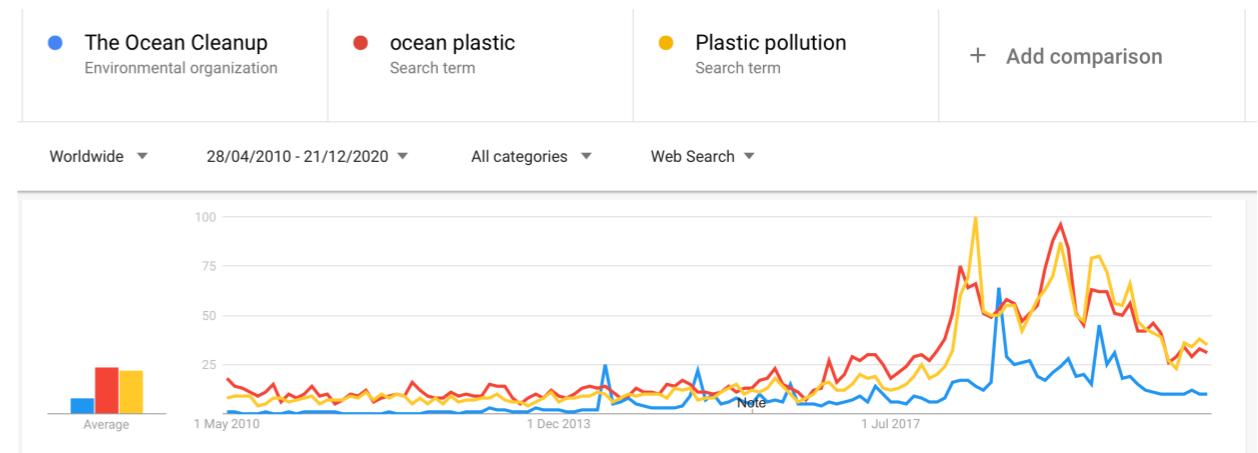 The Ocean Cleanup
Environmental organization
ocean plastic
Search term
Plastic pollution
Search term
+ Add comparison
Worldwide
28/04/2010 - 21/12/2020
All categories
Web Search
100
75
50
25
Average
Note
1 May 2010
1 Dec 2013
1 Jul 2017